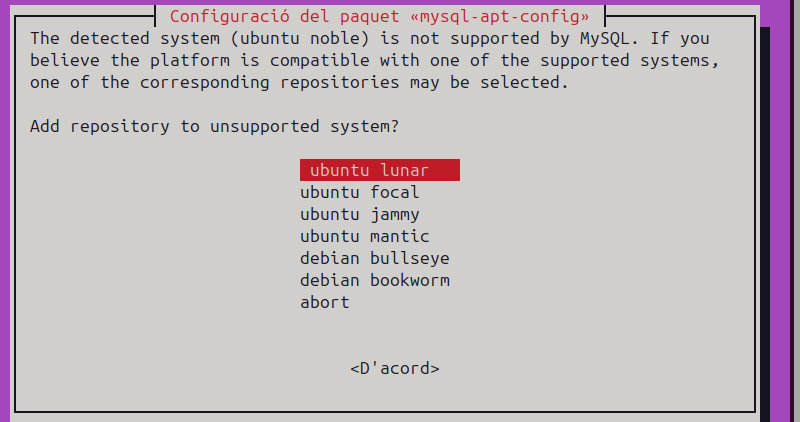 Configuració del paquet «mysql-apt-config»
The detected system (ubuntu noble) is not supported by MySQL. If you
believe the platform is compatible with one of the supported systems,
one of the corresponding repositories may be selected.
Add repository to unsupported system?
ubuntu lunar
ubuntu focal
ubuntu jammy
ubuntu mantic
debian bullseye
debian bookworm
abort
<D'acord>